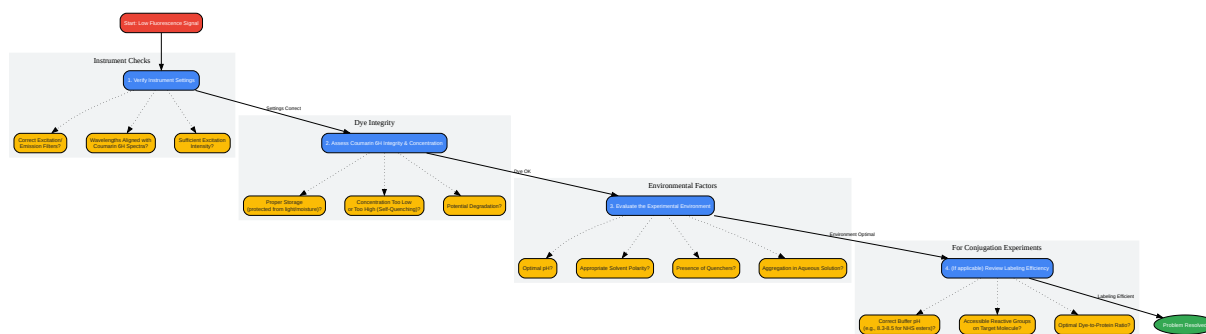 Start: Low Fluorescence Signal
Instrument Checks
1. Verify Instrument Settings
Correct Excitation/
Emission Filters?
Wavelengths Aligned with
Coumarin 6H Spectra?
Sufficient Excitation
Intensity?
Settings Correct
Dye Integrity
2. Assess Coumarin 6H Integrity & Concentration
Proper Storage
(protected from light/moisture)?
Concentration Too Low
or Too High (Self-Quenching)?
Potential Degradation?
Dye OK
Environmental Factors
3. Evaluate the Experimental Environment
Optimal pH?
Appropriate Solvent Polarity?
Presence of Quenchers?
Aggregation in Aqueous Solution?
Environment Optimal
For Conjugation Experiments
4. (If applicable) Review Labeling Efficiency
Correct Buffer pH
(e.g., 8.3-8.5 for NHS esters)?
Accessible Reactive Groups
on Target Molecule?
Optimal Dye-to-Protein Ratio?
Labeling Efficient
Problem Resolved